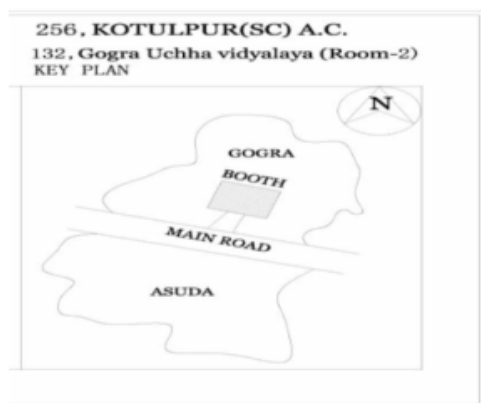 256, KOTULPUR(SC) A.C.
132, Gogra Uchha vidyalaya (Room-2)
KEY PLAN
N
GOGRA
BOOTH
MAIN ROAD
ASUDA